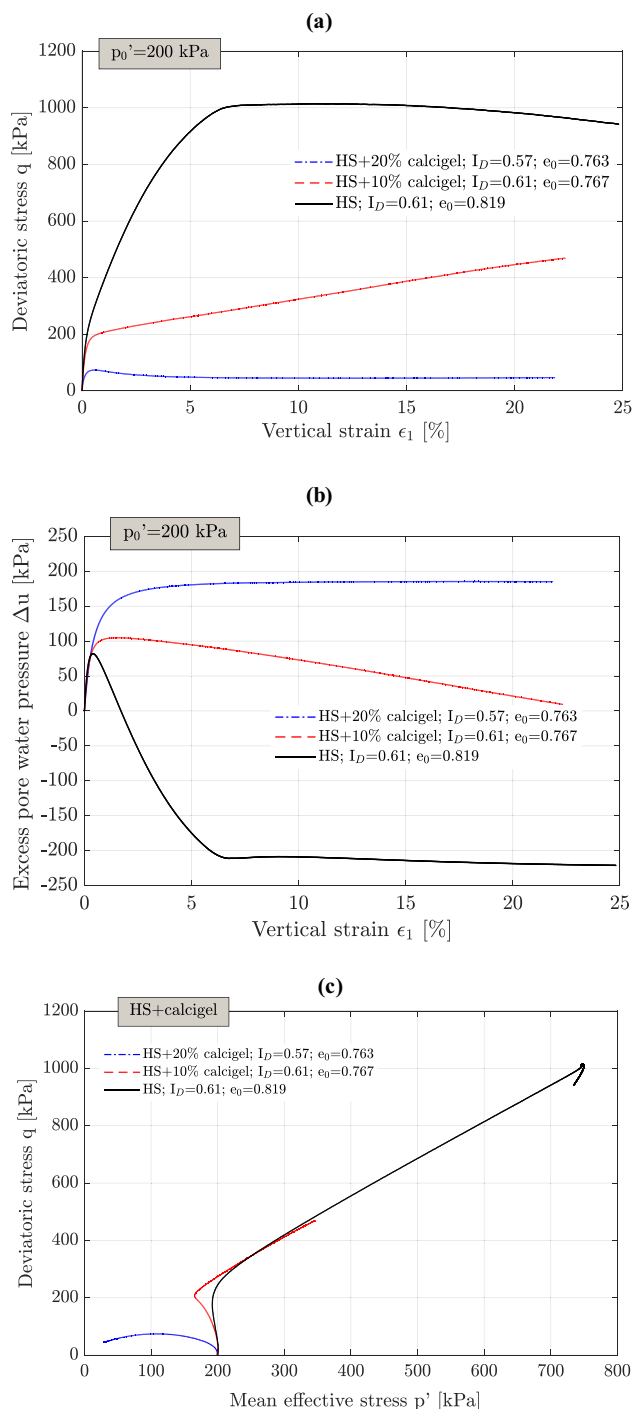 (a)
p0'=200 kPa
1200
1000
800
600
400
200
0
Deviatoric stress q [kPa]
HS+20% calcigel; ID=0.57; e0=0.763
HS+10% calcigel; ID=0.61; e0=0.767
HS; ID=0.61; e0=0.819
0 5 10 15 20 25
Vertical strain ϵ1 [%]
(b)
p0'=200 kPa
250
200
150
100
50
0
-50
-100
-150
-200
-250
Excess pore water pressure Δu [kPa]
HS+20% calcigel; ID=0.57; e0=0.763
HS+10% calcigel; ID=0.61; e0=0.767
HS; ID=0.61; e0=0.819
0 5 10 15 20 25
Vertical strain ϵ1 [%]
(c)
HS+calcigel
1200
1000
800
600
400
200
0
Deviatoric stress q [kPa]
HS+20% calcigel; ID=0.57; e0=0.763
HS+10% calcigel; ID=0.61; e0=0.767
HS; ID=0.61; e0=0.819
0 100 200 300 400 500 600 700 800
Mean effective stress p' [kPa]